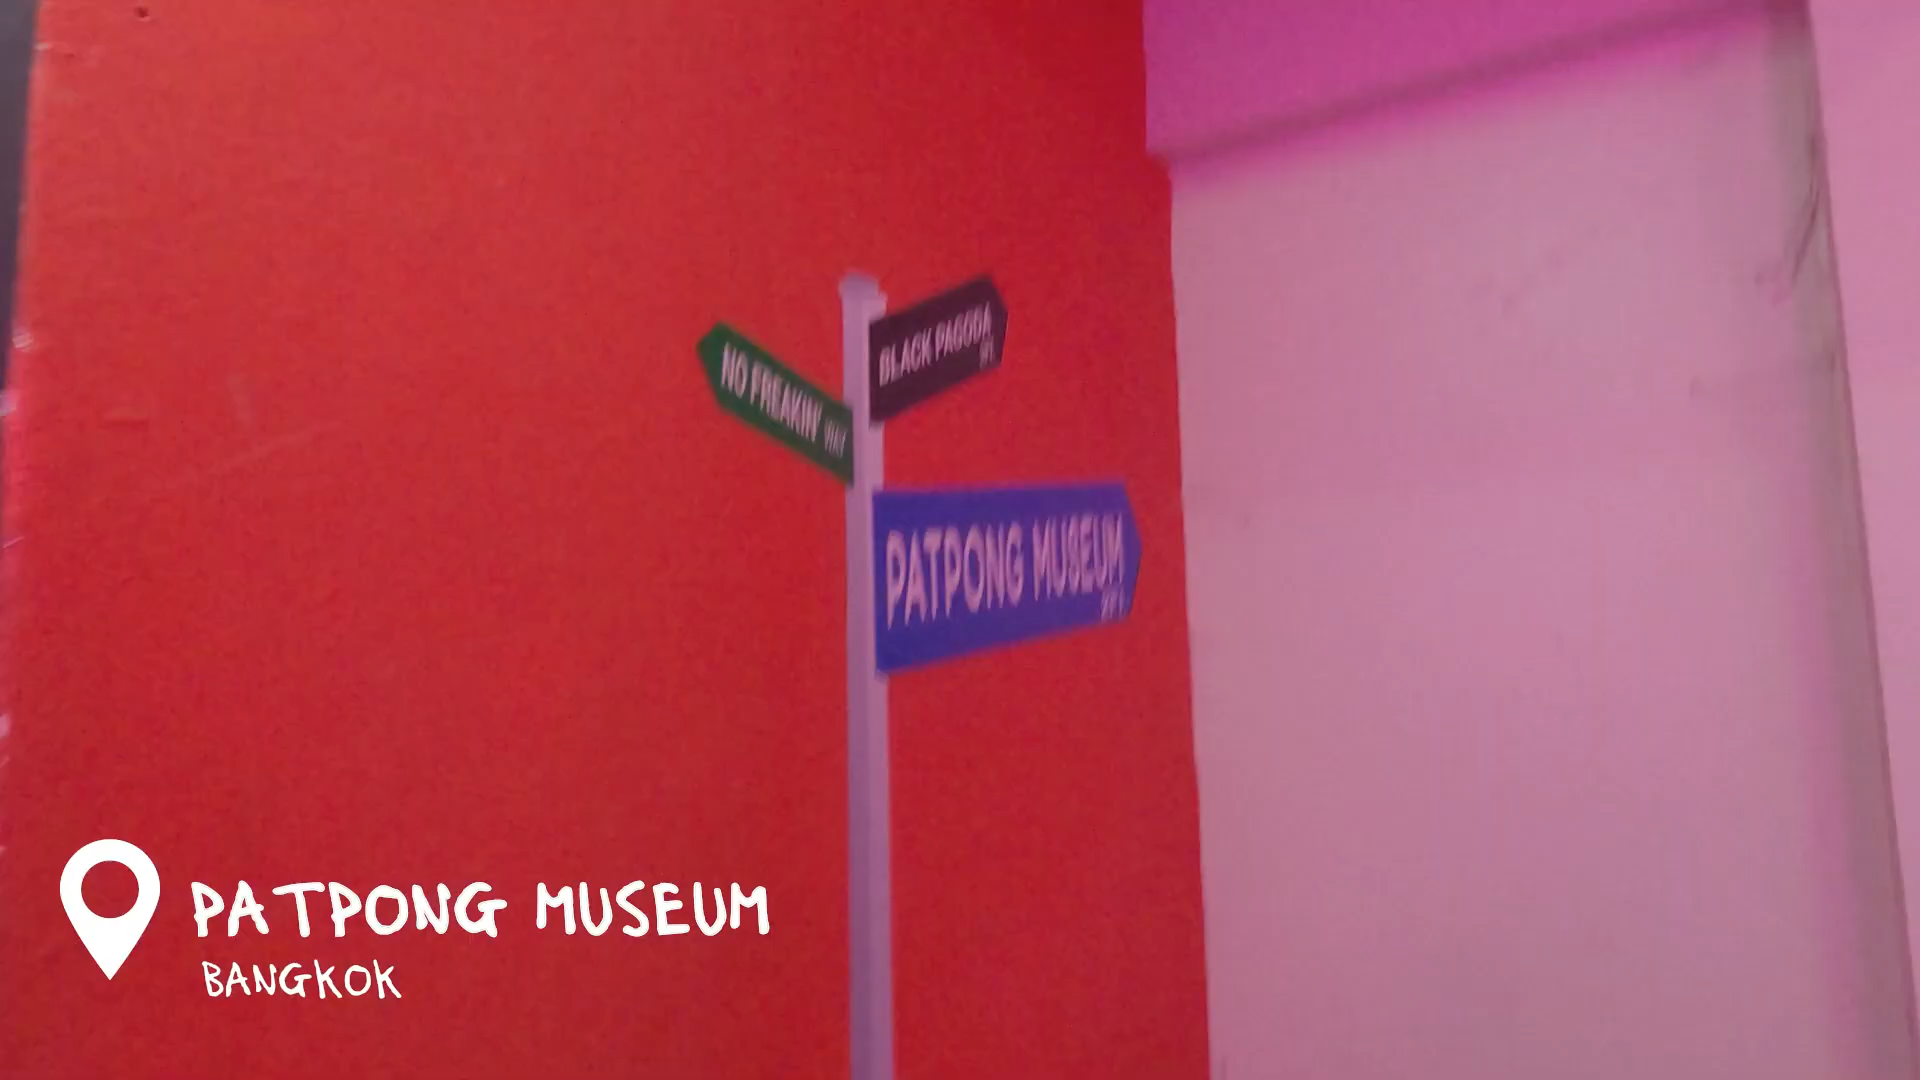 BLACK PAGODA
NO FREAKIN' WAY
PATPONG MUSEUM
PATPONG MUSEUM
BANGKOK